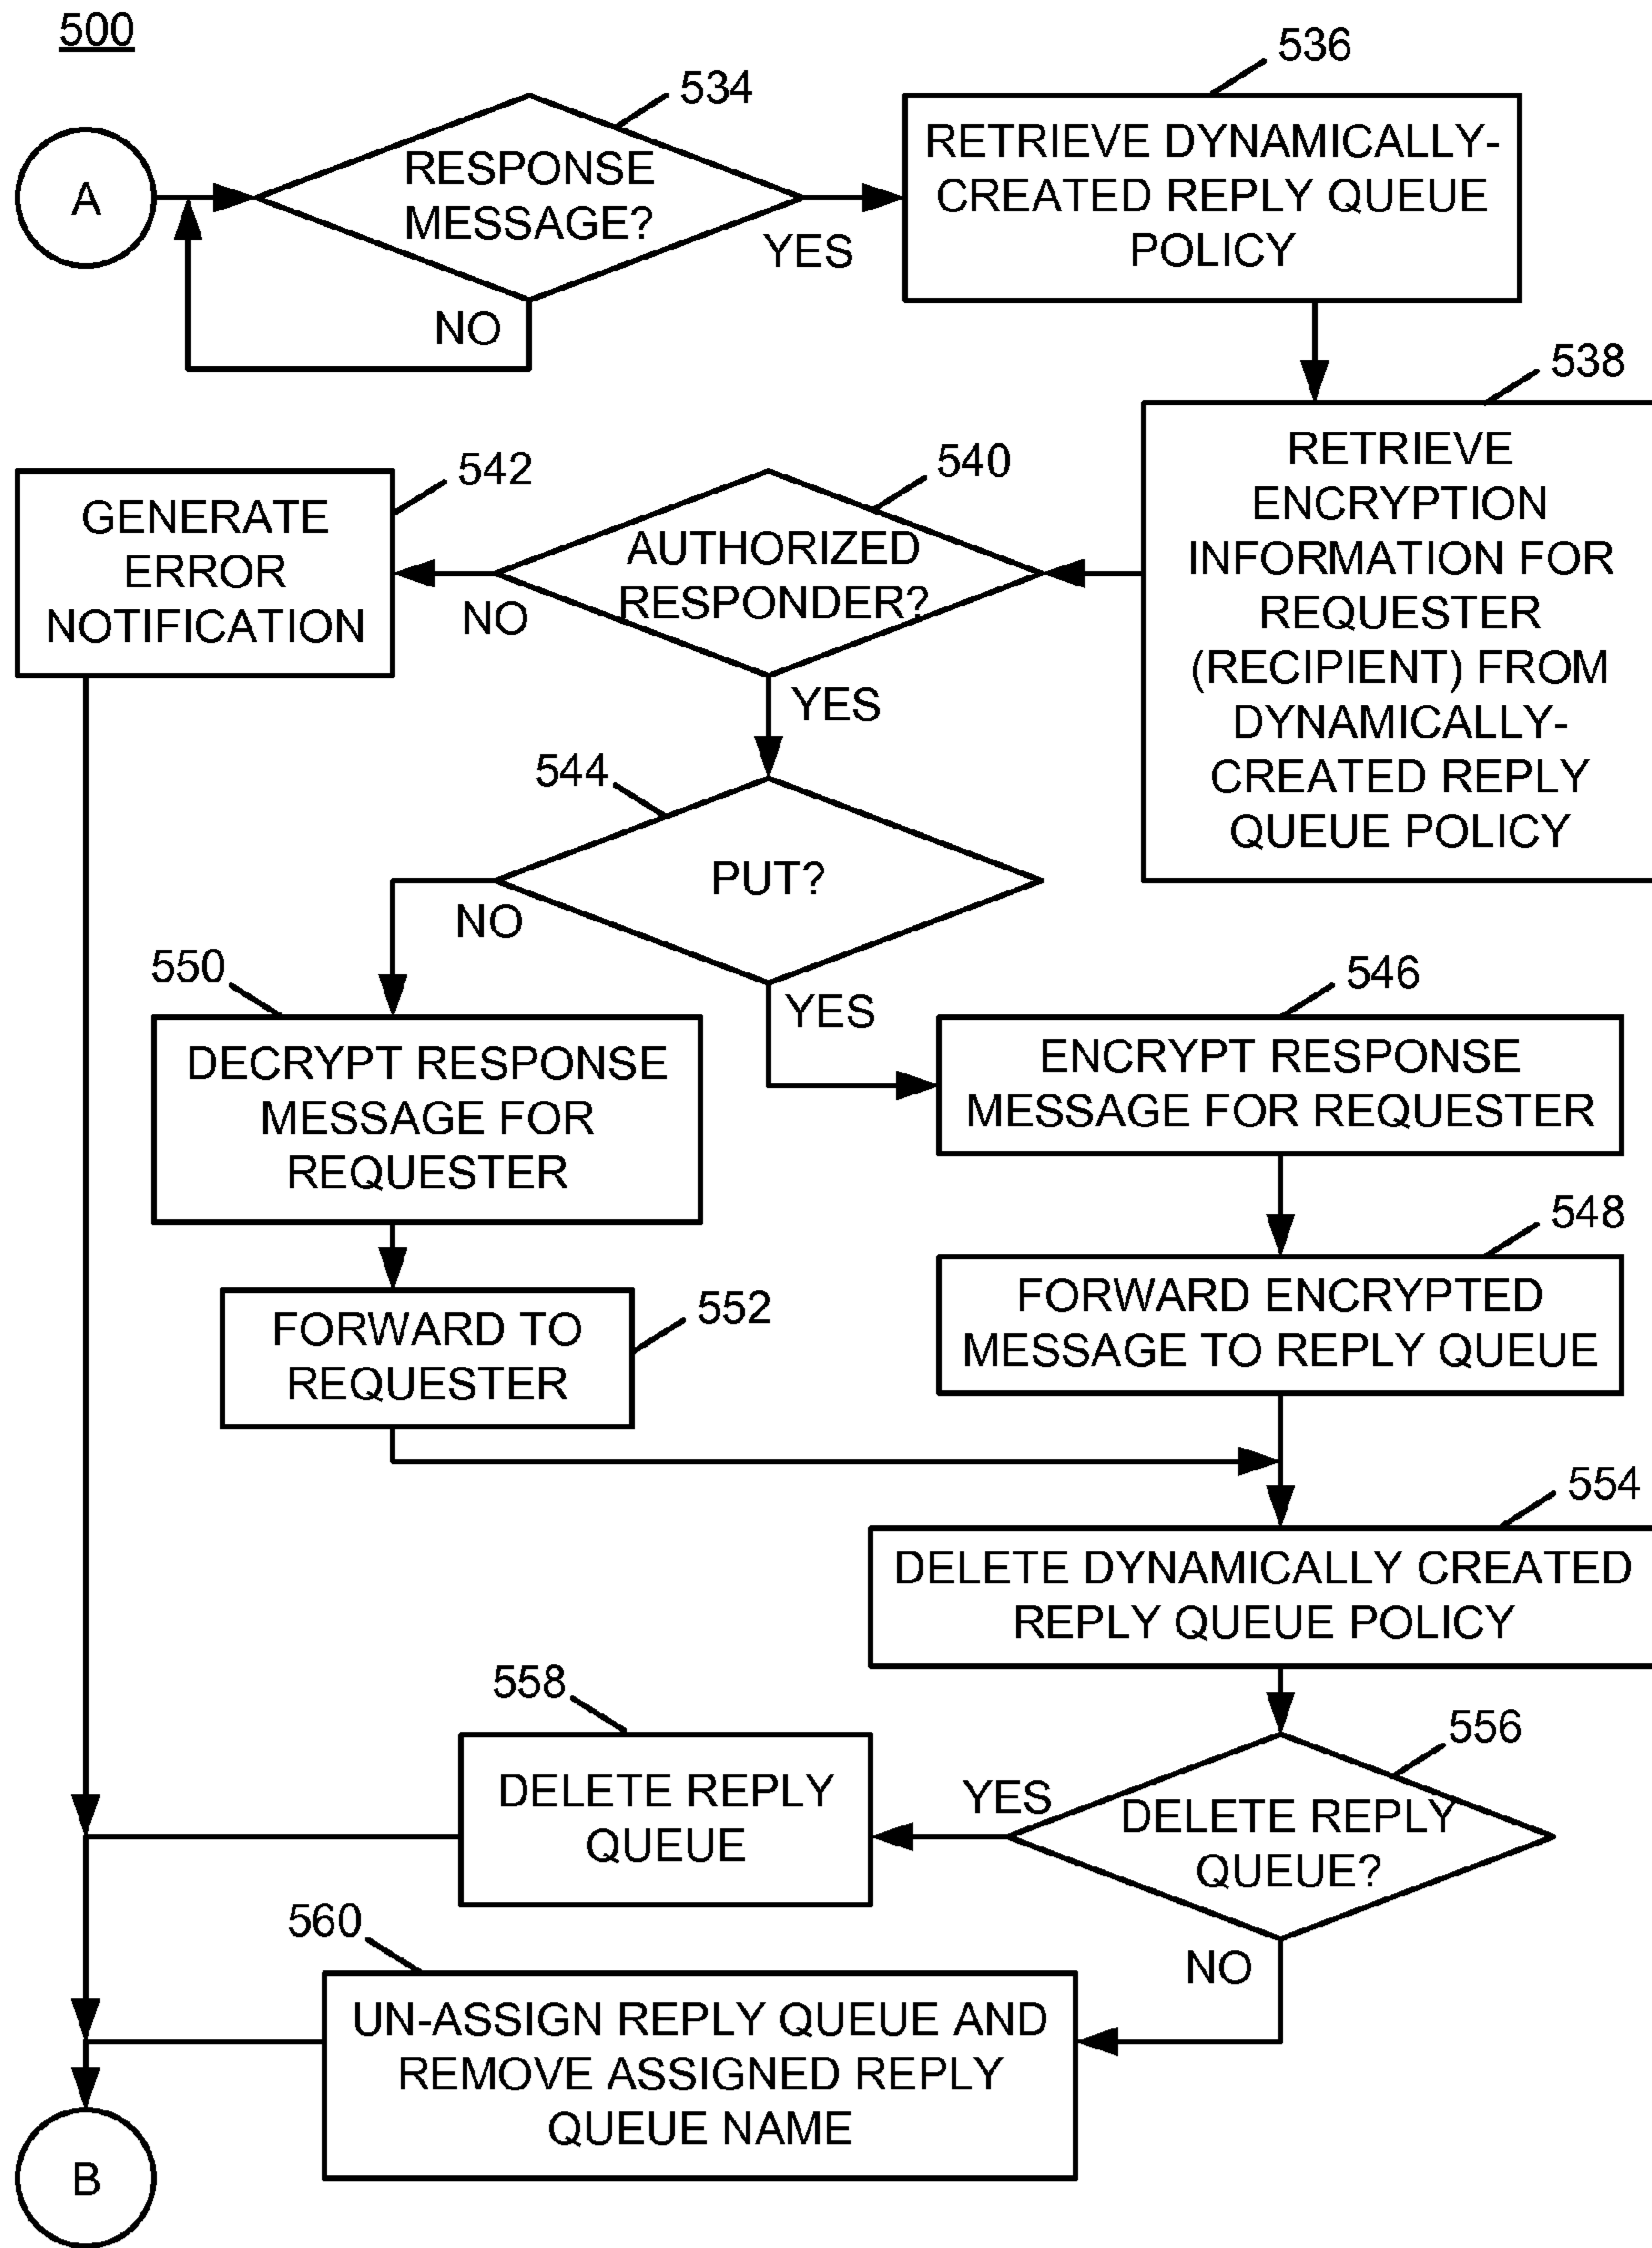 500
A
534
RESPONSE
MESSAGE?
YES
NO
536
RETRIEVE DYNAMICALLY-
CREATED REPLY QUEUE
POLICY
538
RETRIEVE
ENCRYPTION
INFORMATION FOR
REQUESTER
(RECIPIENT) FROM
DYNAMICALLY-
CREATED REPLY
QUEUE POLICY
540
AUTHORIZED
RESPONDER?
NO
YES
542
GENERATE
ERROR
NOTIFICATION
544
PUT?
NO
YES
550
DECRYPT RESPONSE
MESSAGE FOR
REQUESTER
546
ENCRYPT RESPONSE
MESSAGE FOR REQUESTER
548
FORWARD ENCRYPTED
MESSAGE TO REPLY QUEUE
552
FORWARD TO
REQUESTER
554
DELETE DYNAMICALLY CREATED
REPLY QUEUE POLICY
556
DELETE REPLY
QUEUE?
YES
NO
558
DELETE REPLY
QUEUE
560
UN-ASSIGN REPLY QUEUE AND
REMOVE ASSIGNED REPLY
QUEUE NAME
B